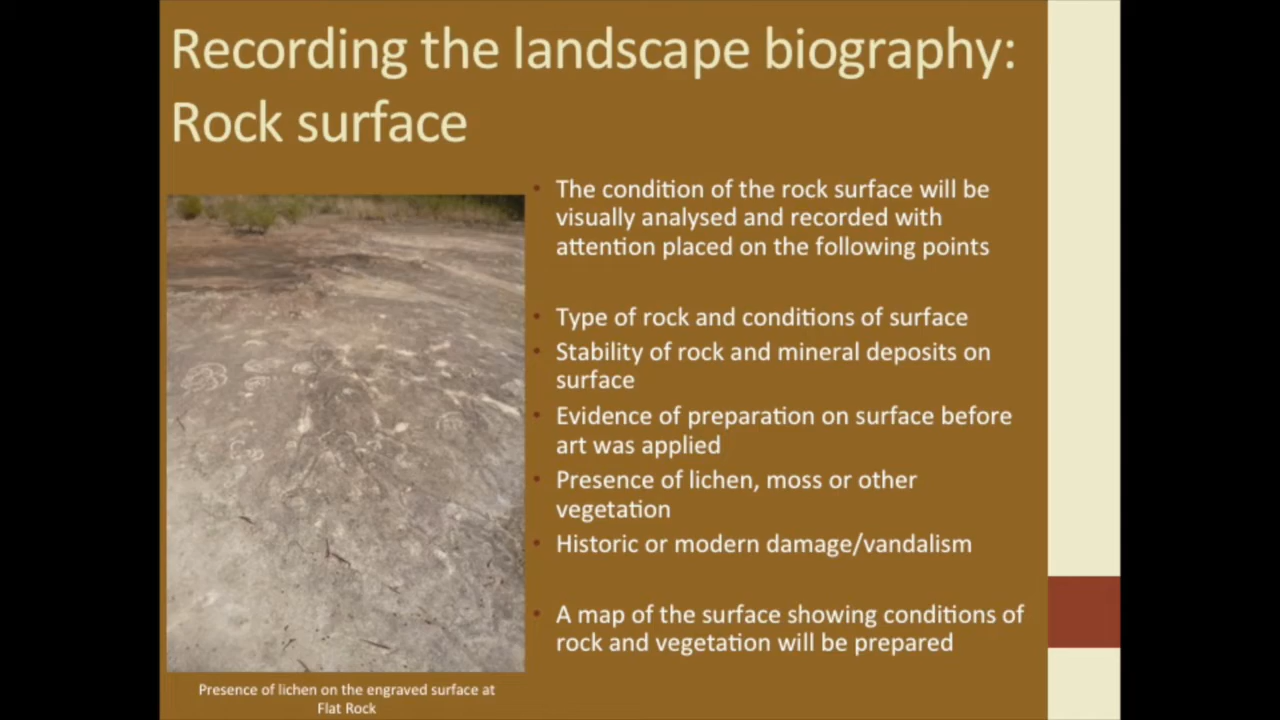 Recording the landscape biography:
Rock surface
• The condition of the rock surface will be
visually analysed and recorded with
attention placed on the following points
• Type of rock and conditions of surface
• Stability of rock and mineral deposits on
surface
• Evidence of preparation on surface before
art was applied
• Presence of lichen, moss or other
vegetation
• Historic or modern damage/vandalism
• A map of the surface showing conditions of
rock and vegetation will be prepared
Presence of lichen on the engraved surface at
Flat Rock